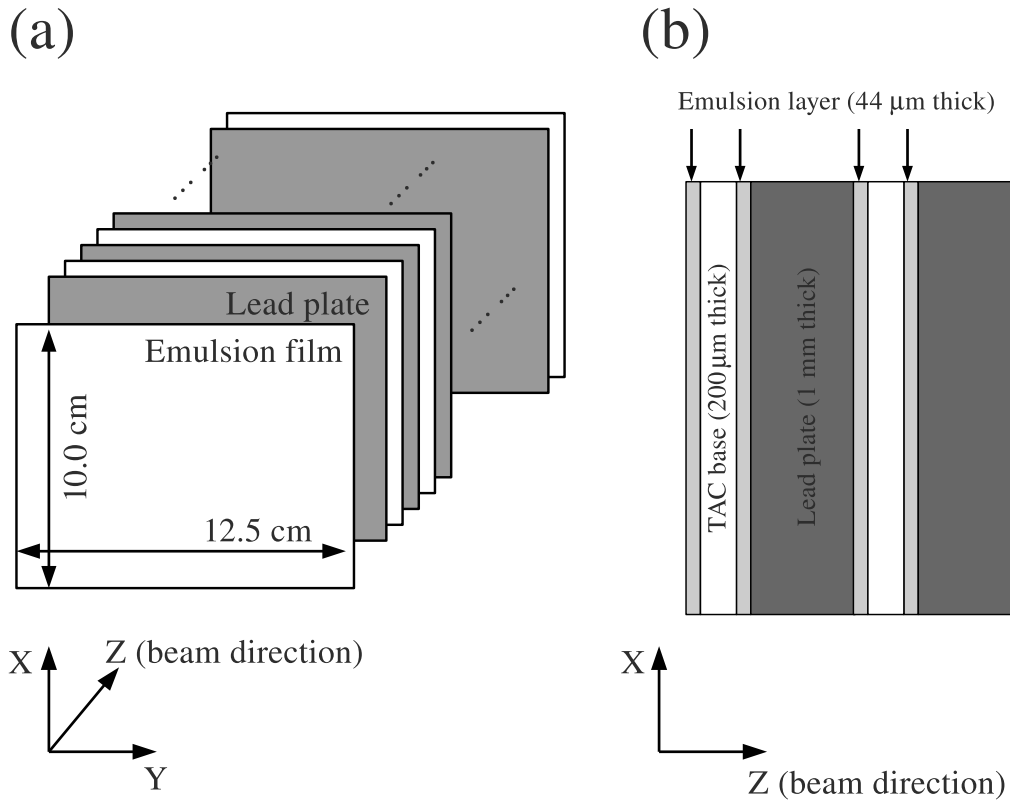 (a)
Lead plate
Emulsion film
10.0 cm
12.5 cm
X
Z (beam direction)
Y
(b)
Emulsion layer (44 μm thick)
TAC base (200μm thick)
Lead plate (1 mm thick)
X
Z (beam direction)